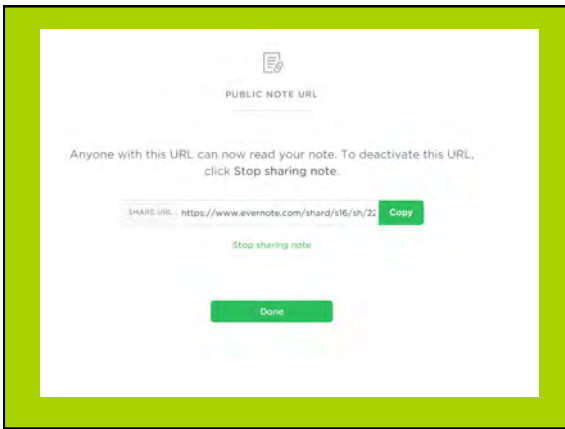 PUBLIC NOTE URL
Anyone with this URL can now read your note. To deactivate this URL,
click Stop sharing note.
SHARE URL https://www.evernote.com/shard/s16/sh/22 Copy
Stop sharing note
Done